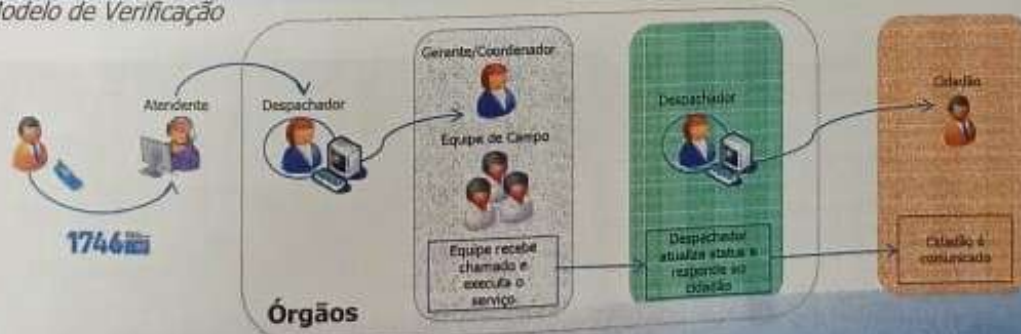 Modelo de Verificação
Atendente
1746
Despachador
Gerente/Coordenador
Equipe de Campo
Equipe recebe
chamado e
executa o
serviço
Órgãos
Despachador
Despachador
atualiza status e
responde ao
cidadão
Cidadão
Cidadão é
comunicado